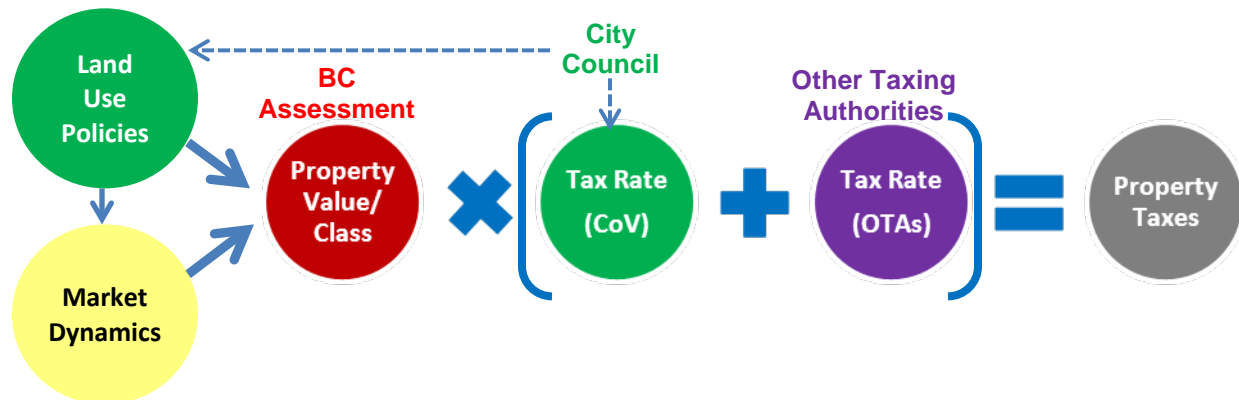 Land
Use
Policies
Market
Dynamics
BC
Assessment
Property
Value/
Class
City
Council
Tax Rate
(CoV)
Other Taxing
Authorities
Tax Rate
(OTAs)
Property
Taxes